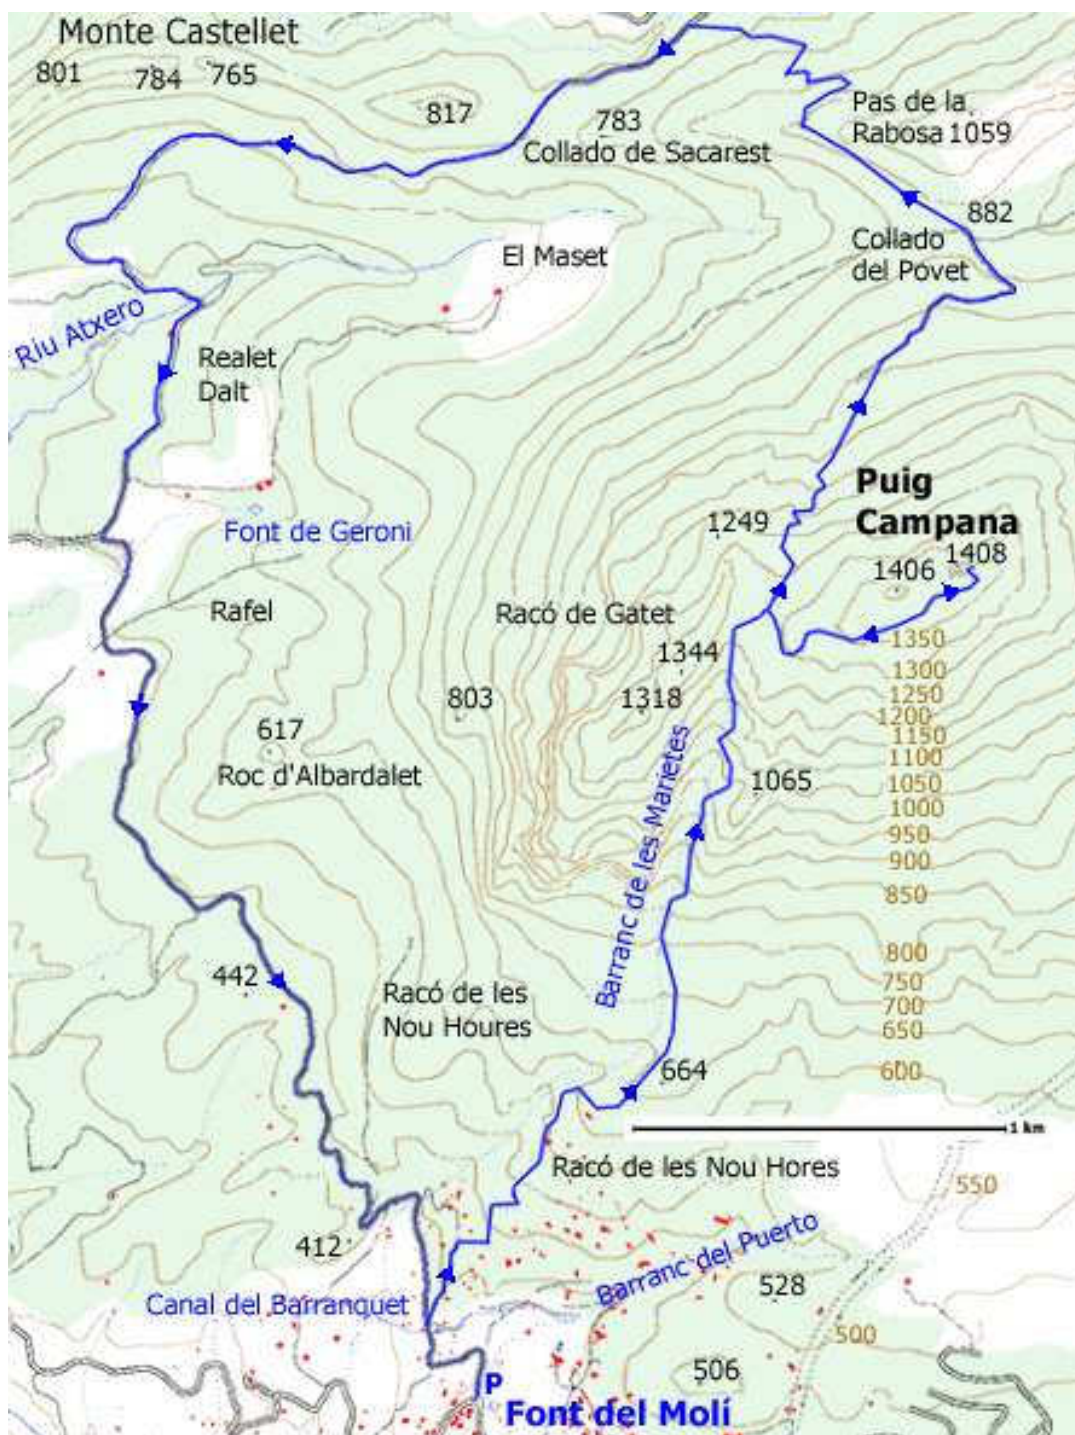 Monte Castellet
801
784
765
817
783
Collado de Sacarest
Pas de la
Rabosa 1059
882
Collado
del Povet
El Maset
Riu Atxero
Realet
Dalt
Puig
Campana
1249
1408
1406
Font de Geroni
Rafel
Racó de Gatet
1350
1344
1300
1250
1318
803
1200
617
1150
1100
Roc d'Albardalet
1065
1050
1000
950
900
850
Barranc de les Marietes
800
442
750
Racó de les
Nou Houres
700
650
664
600
1 km
Racó de les Nou Hores
550
412
Barranc del Puerto
528
Canal del Barranquet
500
506
P
Font del Molí